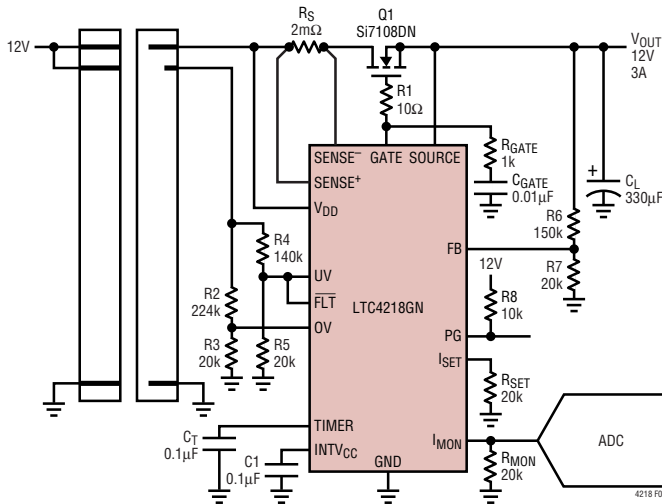 12V
RS
2mΩ
Q1
Si7108DN
VOUT
12V
3A
R1
10Ω
SENSE− GATE SOURCE
SENSE+
VDD
RGATE
1k
CGATE
0.01µF
+
CL
330µF
R4
140k
R6
150k
FB
UV
FLT
LTC4218GN
12V
R7
20k
R2
224k
R8
10k
OV
PG
R3
20k
R5
20k
ISET
RSET
20k
TIMER
CT
0.1µF
INTVCC
C1
0.1µF
IMON
ADC
RMON
20k
GND